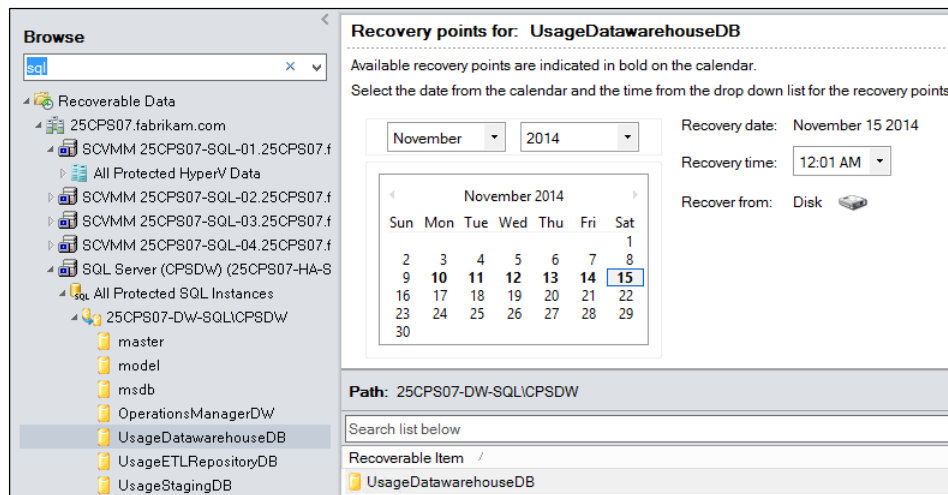 Browse
sql
Recoverable Data
25CPS07.fabrikam.com
SCVMM 25CPS07-SQL-01.25CPS07.f
All Protected HyperV Data
SCVMM 25CPS07-SQL-02.25CPS07.f
SCVMM 25CPS07-SQL-03.25CPS07.f
SCVMM 25CPS07-SQL-04.25CPS07.f
SQL Server (CPSDW) (25CPS07-HA-S
SQL All Protected SQL Instances
25CPS07-DW-SQL\CPSDW
master
model
msdb
OperationsManagerDW
UsageDatawarehouseDB
UsageETLRepositoryDB
UsageStagingDB
Recovery points for: UsageDatawarehouseDB
Available recovery points are indicated in bold on the calendar.
Select the date from the calendar and the time from the drop down list for the recovery points
November 2014
November 2014
Sun Mon Tue Wed Thu Fri Sat
1
2 3 4 5 6 7 8
9 10 11 12 13 14 15
16 17 18 19 20 21 22
23 24 25 26 27 28 29
30
Recovery date: November 15 2014
Recovery time: 12:01 AM
Recover from: Disk
Path: 25CPS07-DW-SQL\CPSDW
Search list below
Recoverable Item
UsageDatawarehouseDB